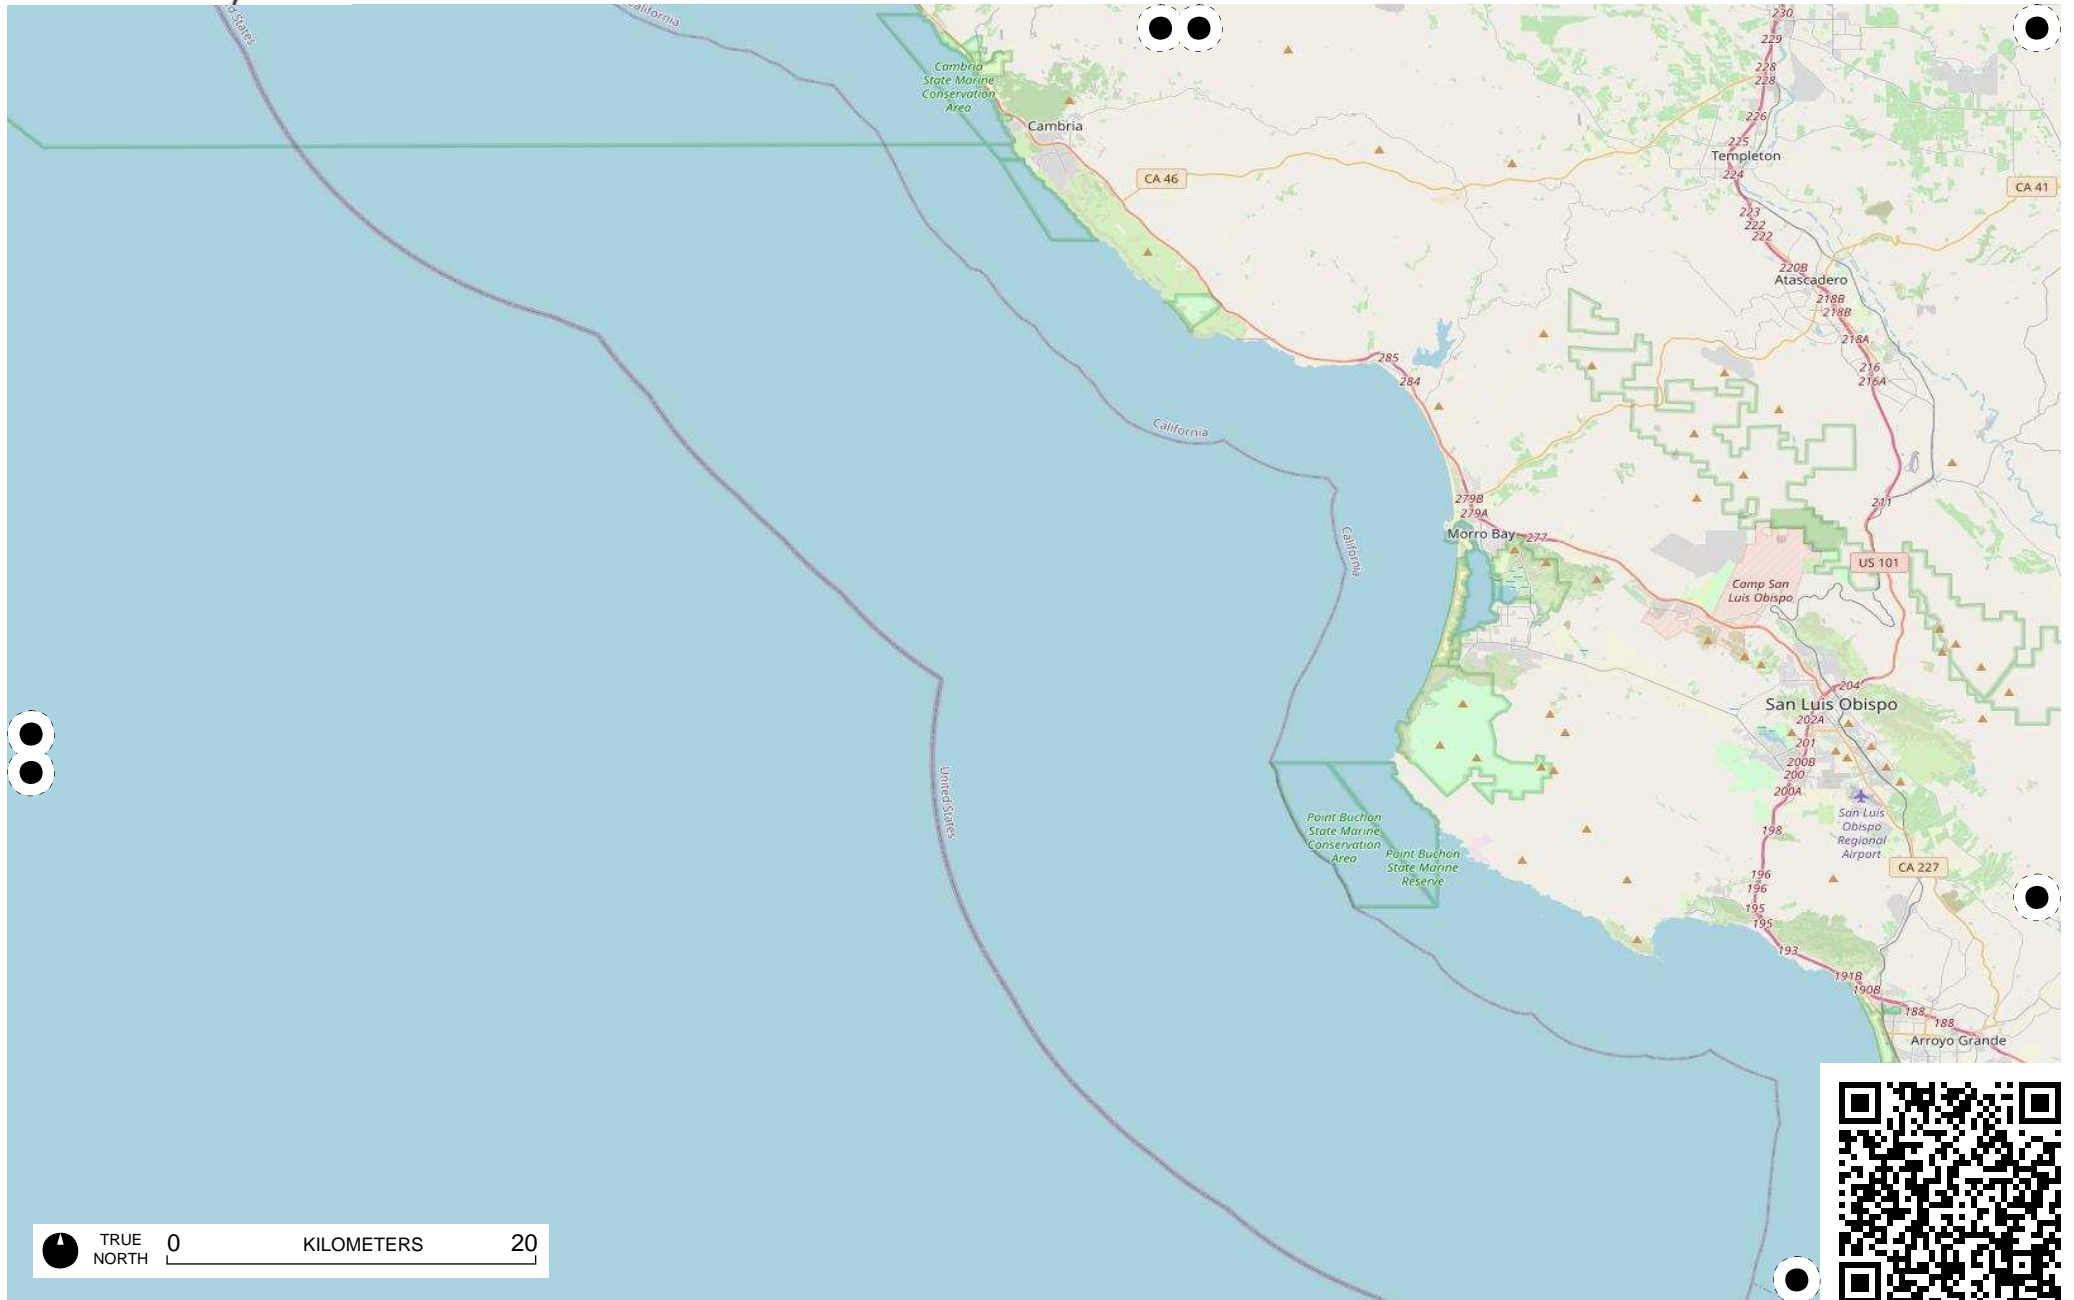 d States
California
230
229
228
228
226
225
Templeton
224
223
222
222
220B
Atascadero
218B
218B
218A
216
216A
211
Cambria
State Marine
Conservation
Area
Cambria
CA 46
CA 41
285
284
California
California
279B
279A
Morro Bay
277
US 101
Camp San
Luis Obispo
204
San Luis Obispo
202A
201
200B
200
200A
198
San Luis
Obispo
Regional
Airport
CA 227
196
196
195
195
193
191B
190B
188
188
Arroyo Grande
United States
Point Buchon
State Marine
Conservation
Area
Point Buchon
State Marine
Reserve
TRUE
NORTH
0 KILOMETERS 20